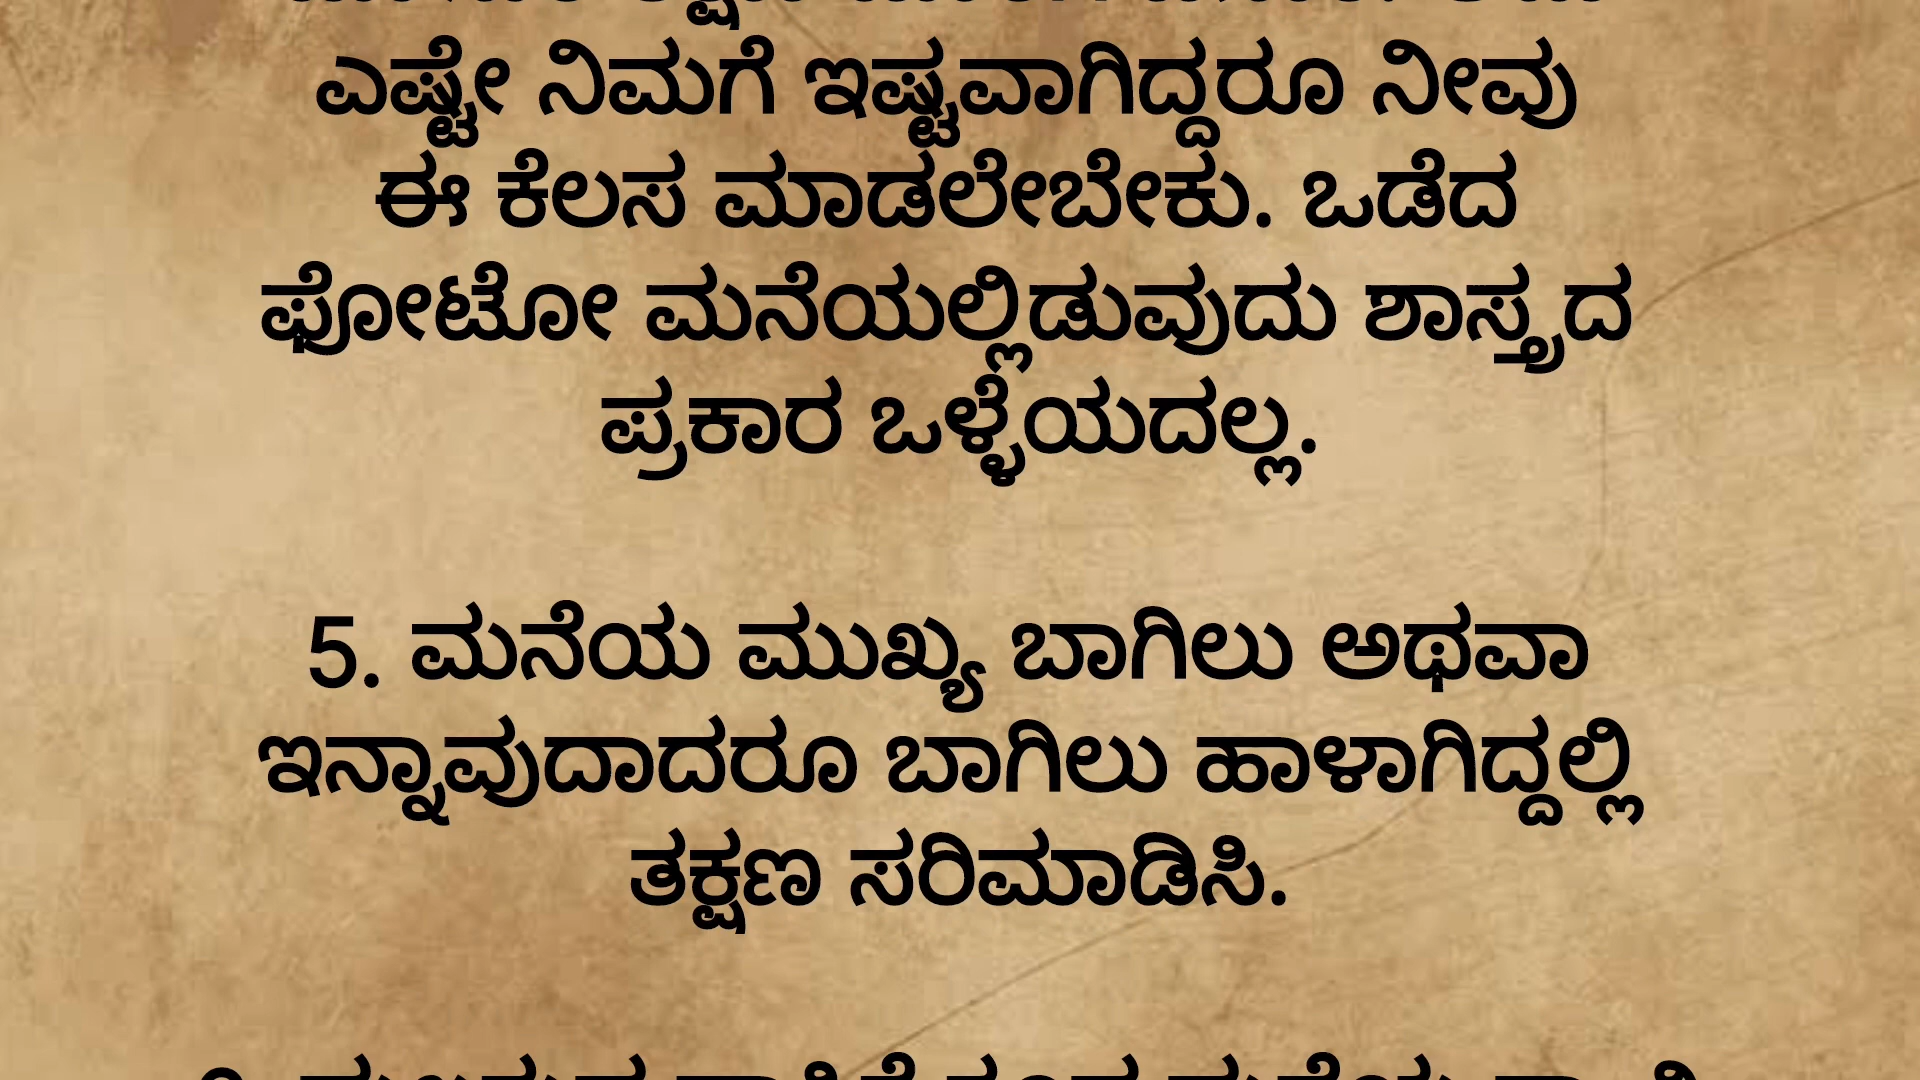 ಎಷ್ಟೇ ನಿಮಗೆ ಇಷ್ಟವಾಗಿದ್ದರೂ ನೀವು
ಈ ಕೆಲಸ ಮಾಡಲೇಬೇಕು. ಒಡೆದ
ಫೋಟೋ ಮನೆಯಲ್ಲಿಡುವುದು ಶಾಸ್ತ್ರದ
ಪ್ರಕಾರ ಒಳ್ಳೆಯದಲ್ಲ.
5. ಮನೆಯ ಮುಖ್ಯ ಬಾಗಿಲು ಅಥವಾ
ಇನ್ನಾವುದಾದರೂ ಬಾಗಿಲು ಹಾಳಾಗಿದ್ದಲ್ಲಿ
ತಕ್ಷಣ ಸರಿಮಾಡಿಸಿ.